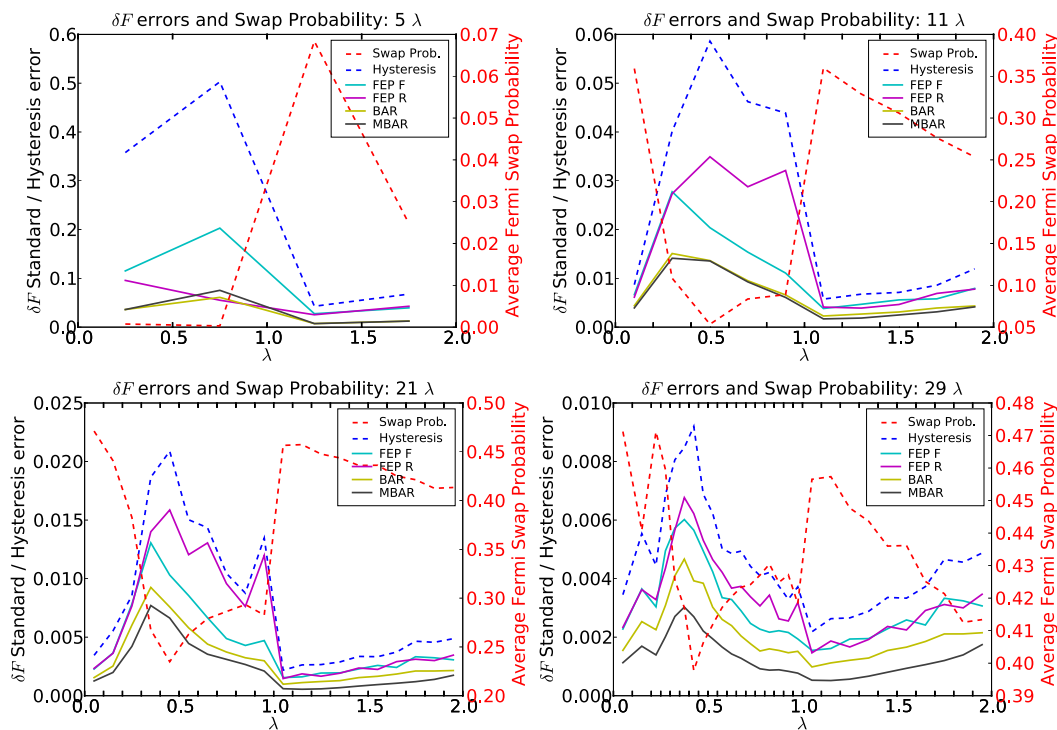 δF errors and Swap Probability: 5 λ
0.6
0.5
0.4
0.3
0.2
0.1
0.0
δF Standard / Hysteresis error
Swap Prob.
Hysteresis
FEP F
FEP R
BAR
MBAR
0.07
0.06
0.05
0.04
0.03
0.02
0.01
0.00
Average Fermi Swap Probability
0.0 0.5 1.0 1.5 2.0
λ
δF errors and Swap Probability: 11 λ
0.06
0.05
0.04
0.03
0.02
0.01
0.00
δF Standard / Hysteresis error
Swap Prob.
Hysteresis
FEP F
FEP R
BAR
MBAR
0.40
0.35
0.30
0.25
0.20
0.15
0.10
0.05
Average Fermi Swap Probability
0.0 0.5 1.0 1.5 2.0
λ
δF errors and Swap Probability: 21 λ
0.025
0.020
0.015
0.010
0.005
0.000
δF Standard / Hysteresis error
Swap Prob.
Hysteresis
FEP F
FEP R
BAR
MBAR
0.50
0.45
0.40
0.35
0.30
0.25
0.20
Average Fermi Swap Probability
0.0 0.5 1.0 1.5 2.0
λ
δF errors and Swap Probability: 29 λ
0.010
0.008
0.006
0.004
0.002
0.000
δF Standard / Hysteresis error
Swap Prob.
Hysteresis
FEP F
FEP R
BAR
MBAR
0.48
0.47
0.46
0.45
0.44
0.43
0.42
0.41
0.40
0.39
Average Fermi Swap Probability
0.0 0.5 1.0 1.5 2.0
λ